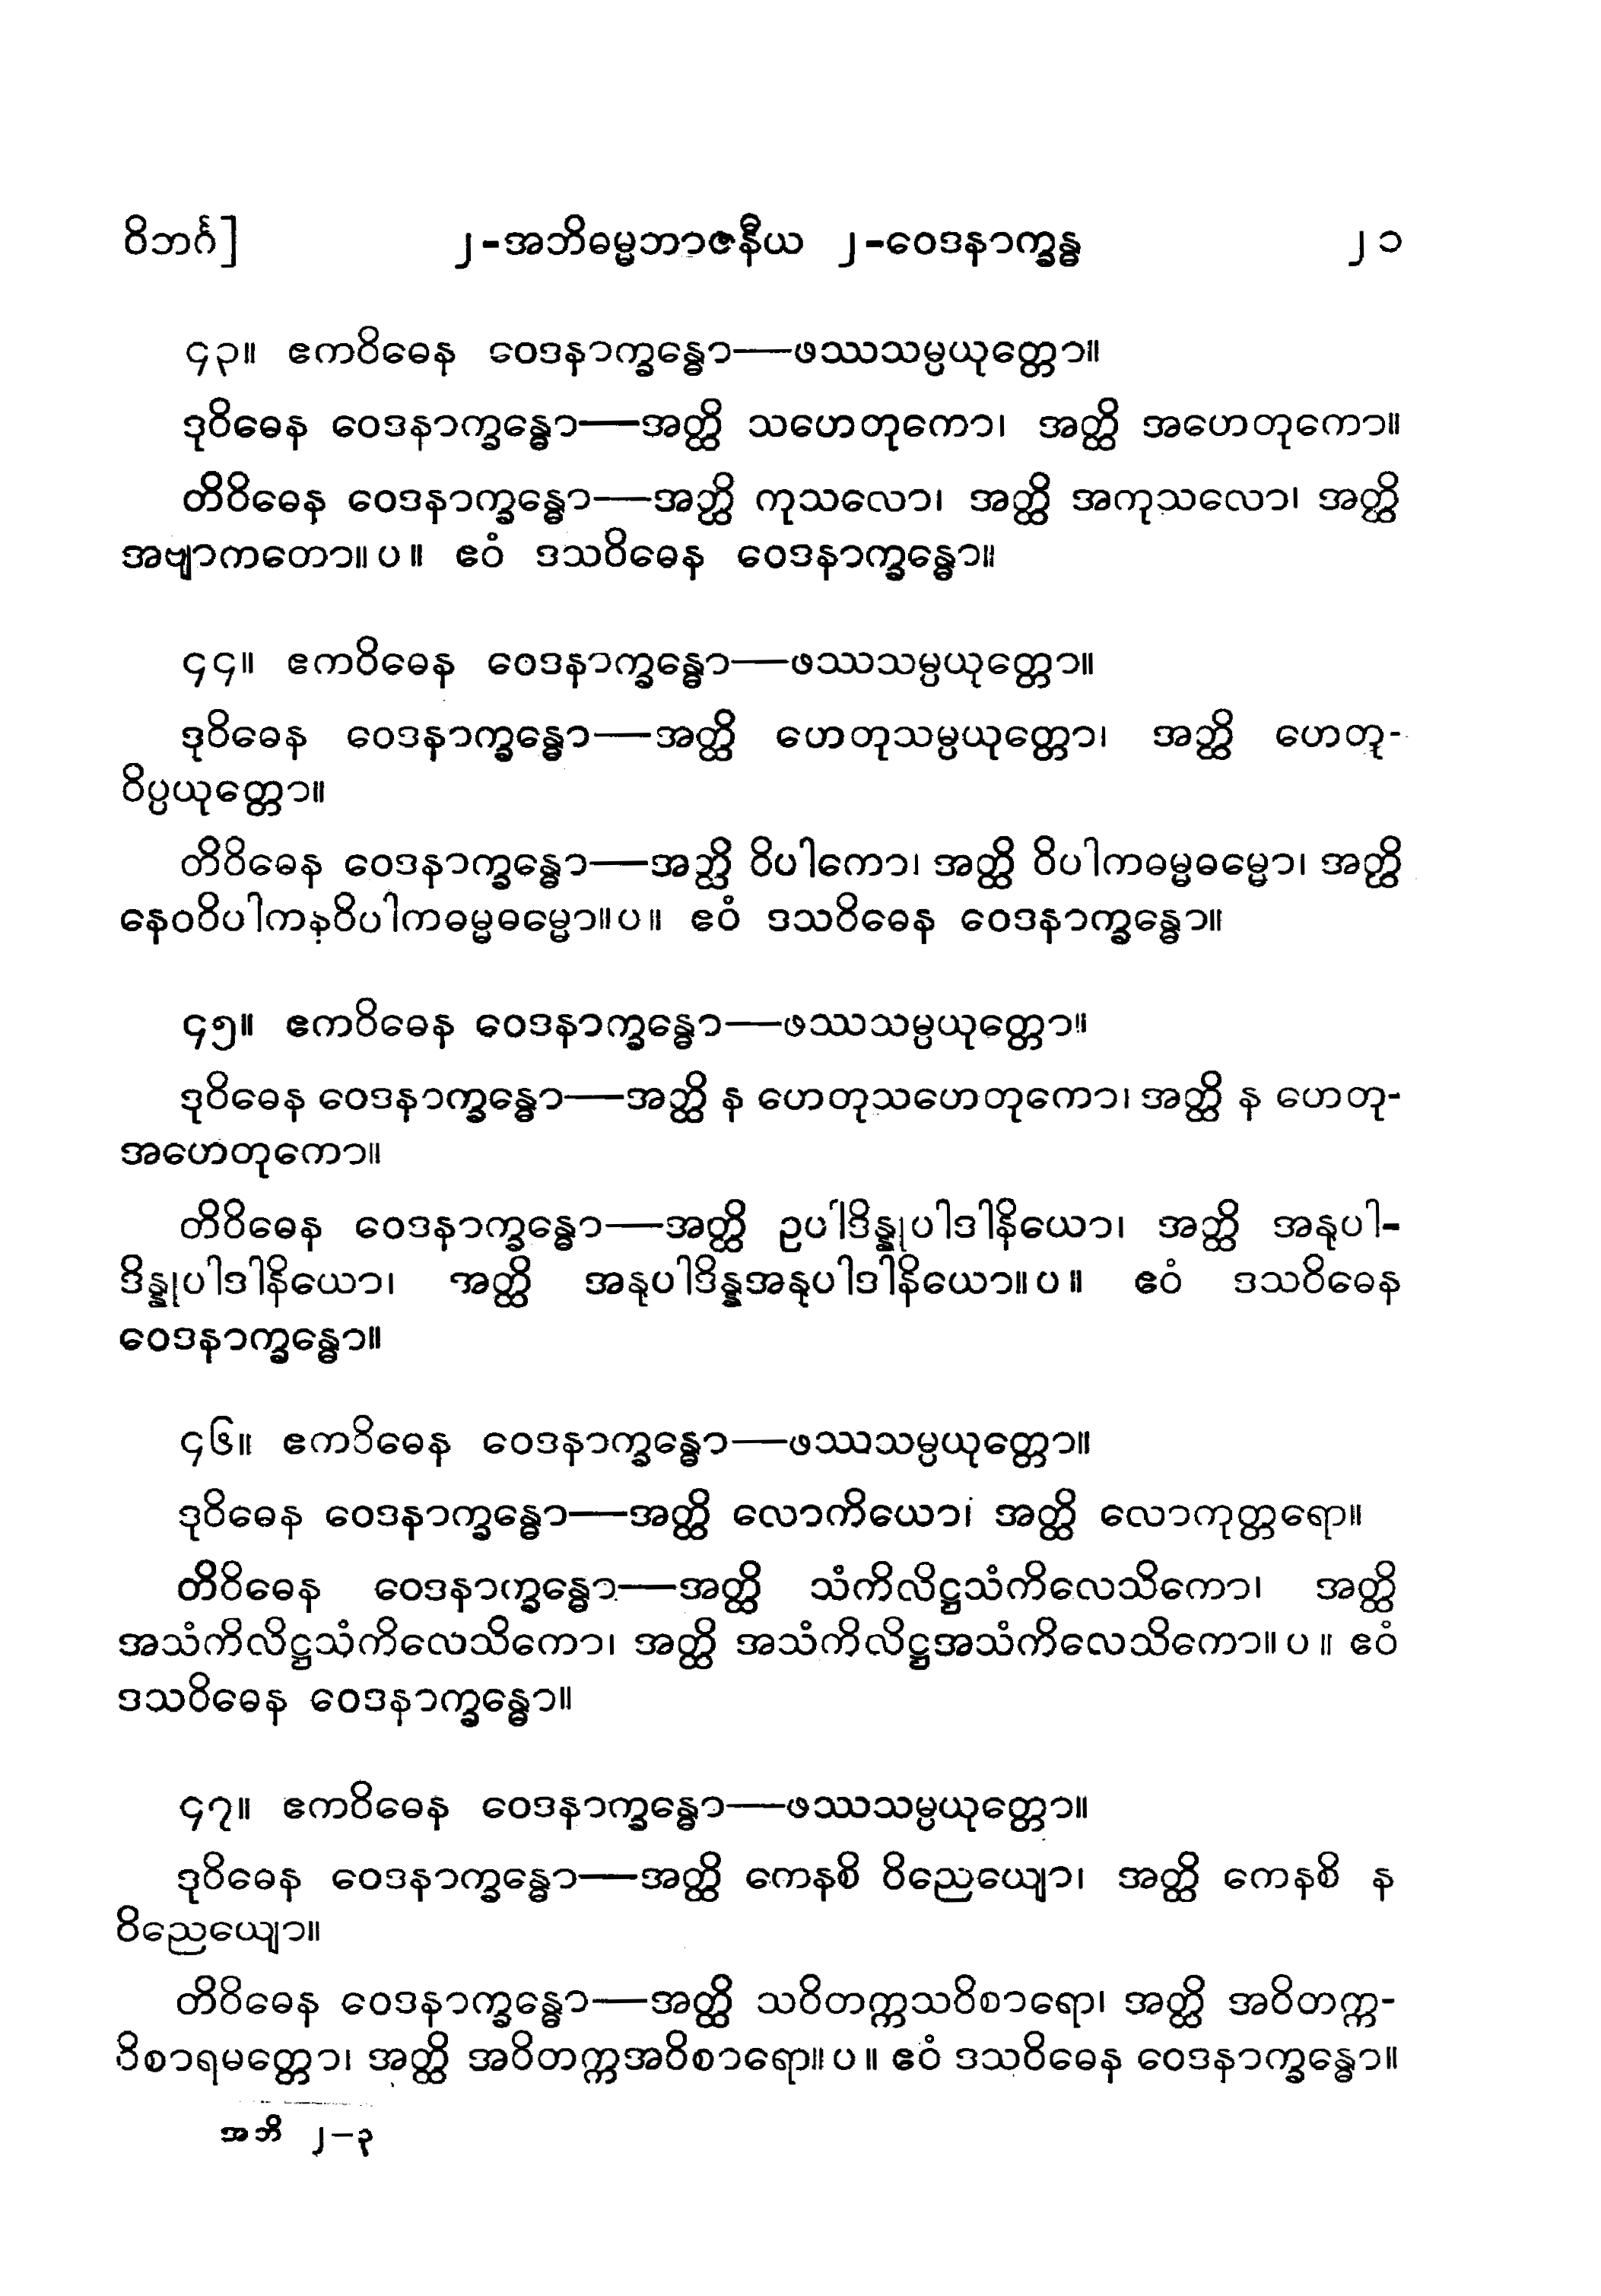 ဝိဘင်္ဂ] ၂-အဘိဓမ္မဘာဇနီယ ၂-ဝေဒနာက္ခန္ဓ ၂၁
၄၃။ ဧကဝိဓေန ဝေဒနာက္ခန္ဓော—ဖဿသမ္ပယုတ္တော။
ဒုဝိဓေန ဝေဒနာက္ခန္ဓော—အတ္ထိ သဟေတုကော၊ အတ္ထိ အဟေတုကော။
တိဝိဓေန ဝေဒနာက္ခန္ဓော—အတ္ထိ ကုသလော၊ အတ္ထိ အကုသလော၊ အတ္ထိ
အဗျာကတော။ပ။ ဧဝံ ဒသဝိဓေန ဝေဒနာက္ခန္ဓော။
၄၄။ ဧကဝိဓေန ဝေဒနာက္ခန္ဓော—ဖဿသမ္ပယုတ္တော။
ဒုဝိဓေန ဝေဒနာက္ခန္ဓော—အတ္ထိ ဟေတုသမ္ပယုတ္တော၊ အတ္ထိ ဟေတု-
ဝိပ္ပယုတ္တော။
တိဝိဓေန ဝေဒနာက္ခန္ဓော—အတ္ထိ ဝိပါကော၊ အတ္ထိ ဝိပါကဓမ္မဓမ္မော၊ အတ္ထိ
နေဝဝိပါကနဝိပါကဓမ္မဓမ္မော။ပ။ ဧဝံ ဒသဝိဓေန ဝေဒနာက္ခန္ဓော။
၄၅။ ဧကဝိဓေန ဝေဒနာက္ခန္ဓော—ဖဿသမ္ပယုတ္တော။
ဒုဝိဓေန ဝေဒနာက္ခန္ဓော—အတ္ထိ န ဟေတုသဟေတုကော၊ အတ္ထိ န ဟေတု-
အဟေတုကော။
တိဝိဓေန ဝေဒနာက္ခန္ဓော—အတ္ထိ ဥပါဒိန္နုပါဒါနိယော၊ အတ္ထိ အနုပါ-
ဒိန္နုပါဒါနိယော၊ အတ္ထိ အနုပါဒိန္နအနုပါဒါနိယော။ပ။ ဧဝံ ဒသဝိဓေန
ဝေဒနာက္ခန္ဓော။
၄၆။ ဧကဝိဓေန ဝေဒနာက္ခန္ဓော—ဖဿသမ္ပယုတ္တော။
ဒုဝိဓေန ဝေဒနာက္ခန္ဓော—အတ္ထိ လောကိယော၊ အတ္ထိ လောကုတ္တရော။
တိဝိဓေန ဝေဒနာက္ခန္ဓော—အတ္ထိ သံကိလိဋ္ဌသံကိလေသိကော၊ အတ္ထိ
အသံကိလိဋ္ဌသံကိလေသိကော၊ အတ္ထိ အသံကိလိဋ္ဌအသံကိလေသိကော။ပ။ ဧဝံ
ဒသဝိဓေန ဝေဒနာက္ခန္ဓော။
၄၇။ ဧကဝိဓေန ဝေဒနာက္ခန္ဓော—ဖဿသမ္ပယုတ္တော။
ဒုဝိဓေန ဝေဒနာက္ခန္ဓော—အတ္ထိ ကေနစိ ဝိညေယျော၊ အတ္ထိ ကေနစိ န
ဝိညေယျော။
တိဝိဓေန ဝေဒနာက္ခန္ဓော—အတ္ထိ သဝိတက္ကသဝိစာရော၊ အတ္ထိ အဝိတက္က-
ဝိစာရမတ္တော၊ အတ္ထိ အဝိတက္ကအဝိစာရော။ပ။ ဧဝံ ဒသဝိဓေန ဝေဒနာက္ခန္ဓော။
အဘိ ၂-၃